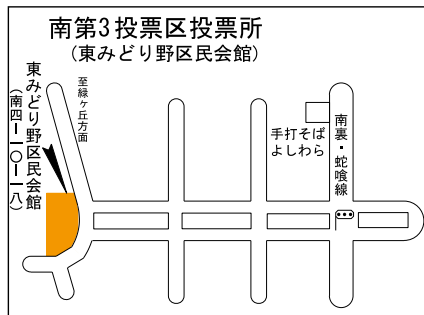 南第3投票区投票所
(東みどり野区民会館)
東みどり野区民会館
(南四ー一〇ー一八)
至緑ヶ丘方面
手打そば
よしわら
南裏・蛇喰線